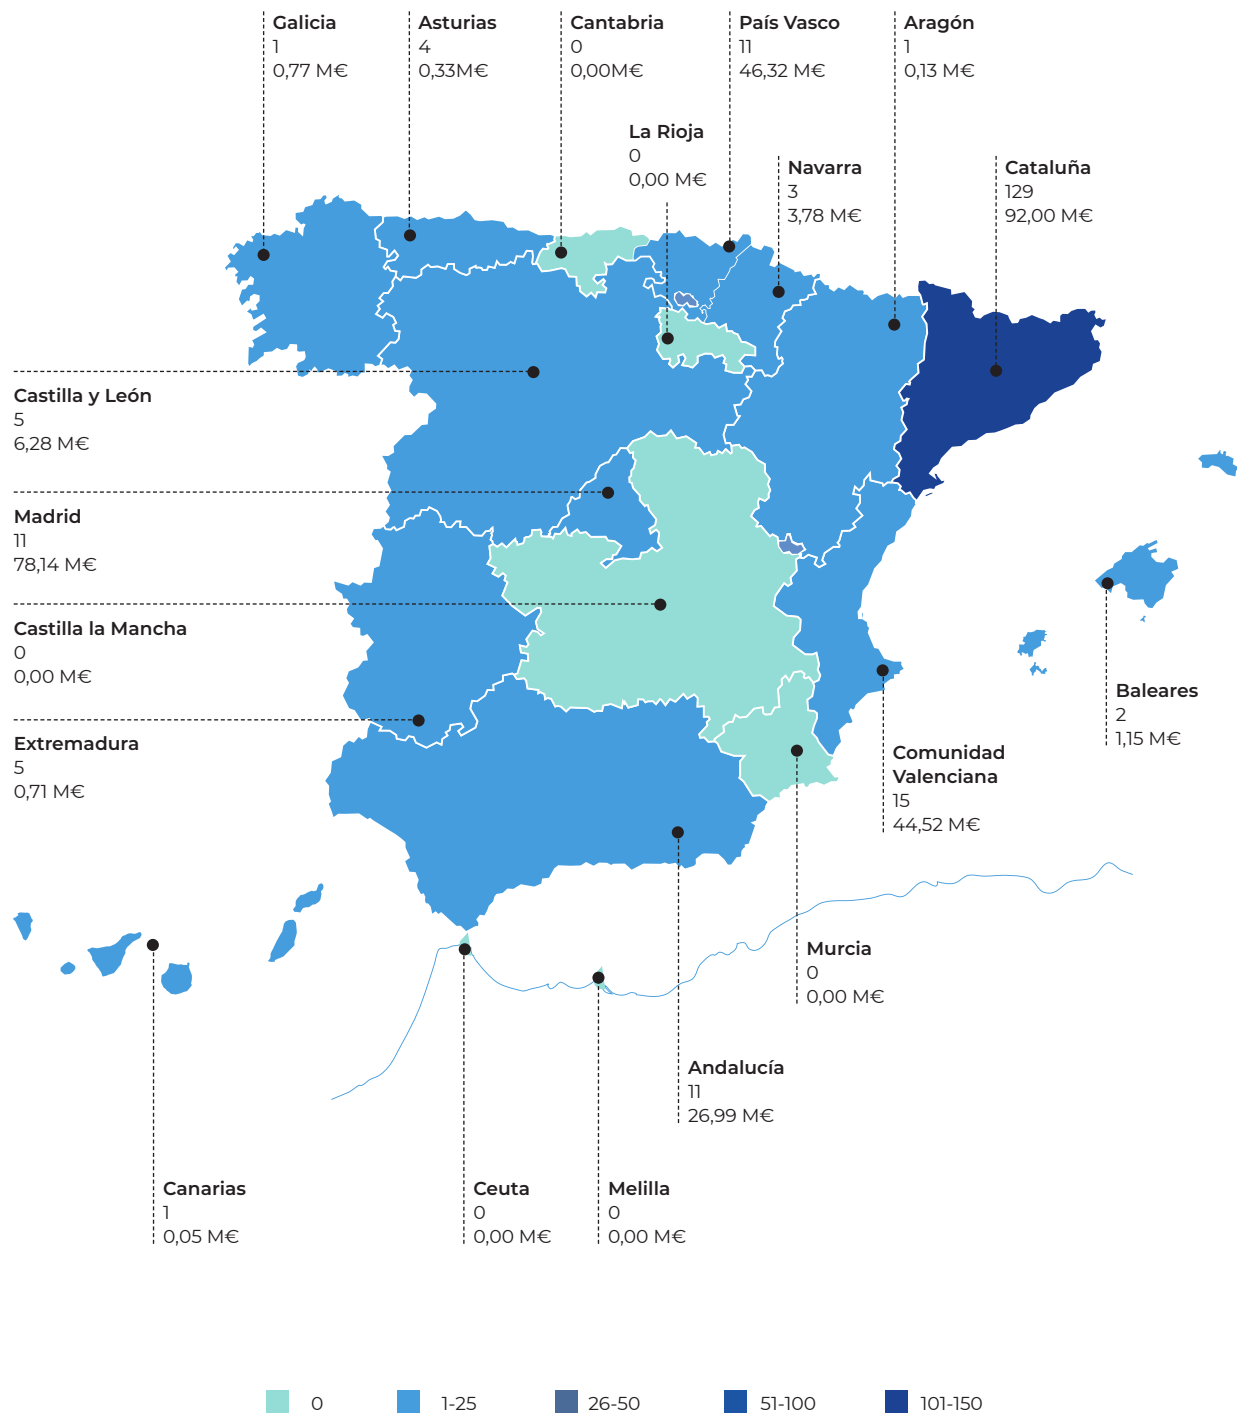 Galicia
1
0,77 M€
Asturias
4
0,33M€
Cantabria
0
0,00M€
País Vasco
11
46,32 M€
Aragón
1
0,13 M€
La Rioja
0
0,00 M€
Navarra
3
3,78 M€
Cataluña
129
92,00 M€
Castilla y León
5
6,28 M€
Madrid
11
78,14 M€
Castilla la Mancha
0
0,00 M€
Extremadura
5
0,71 M€
Baleares
2
1,15 M€
Comunidad
Valenciana
15
44,52 M€
Murcia
0
0,00 M€
Andalucía
11
26,99 M€
Canarias
1
0,05 M€
Ceuta
0
0,00 M€
Melilla
0
0,00 M€
0
1-25
26-50
51-100
101-150